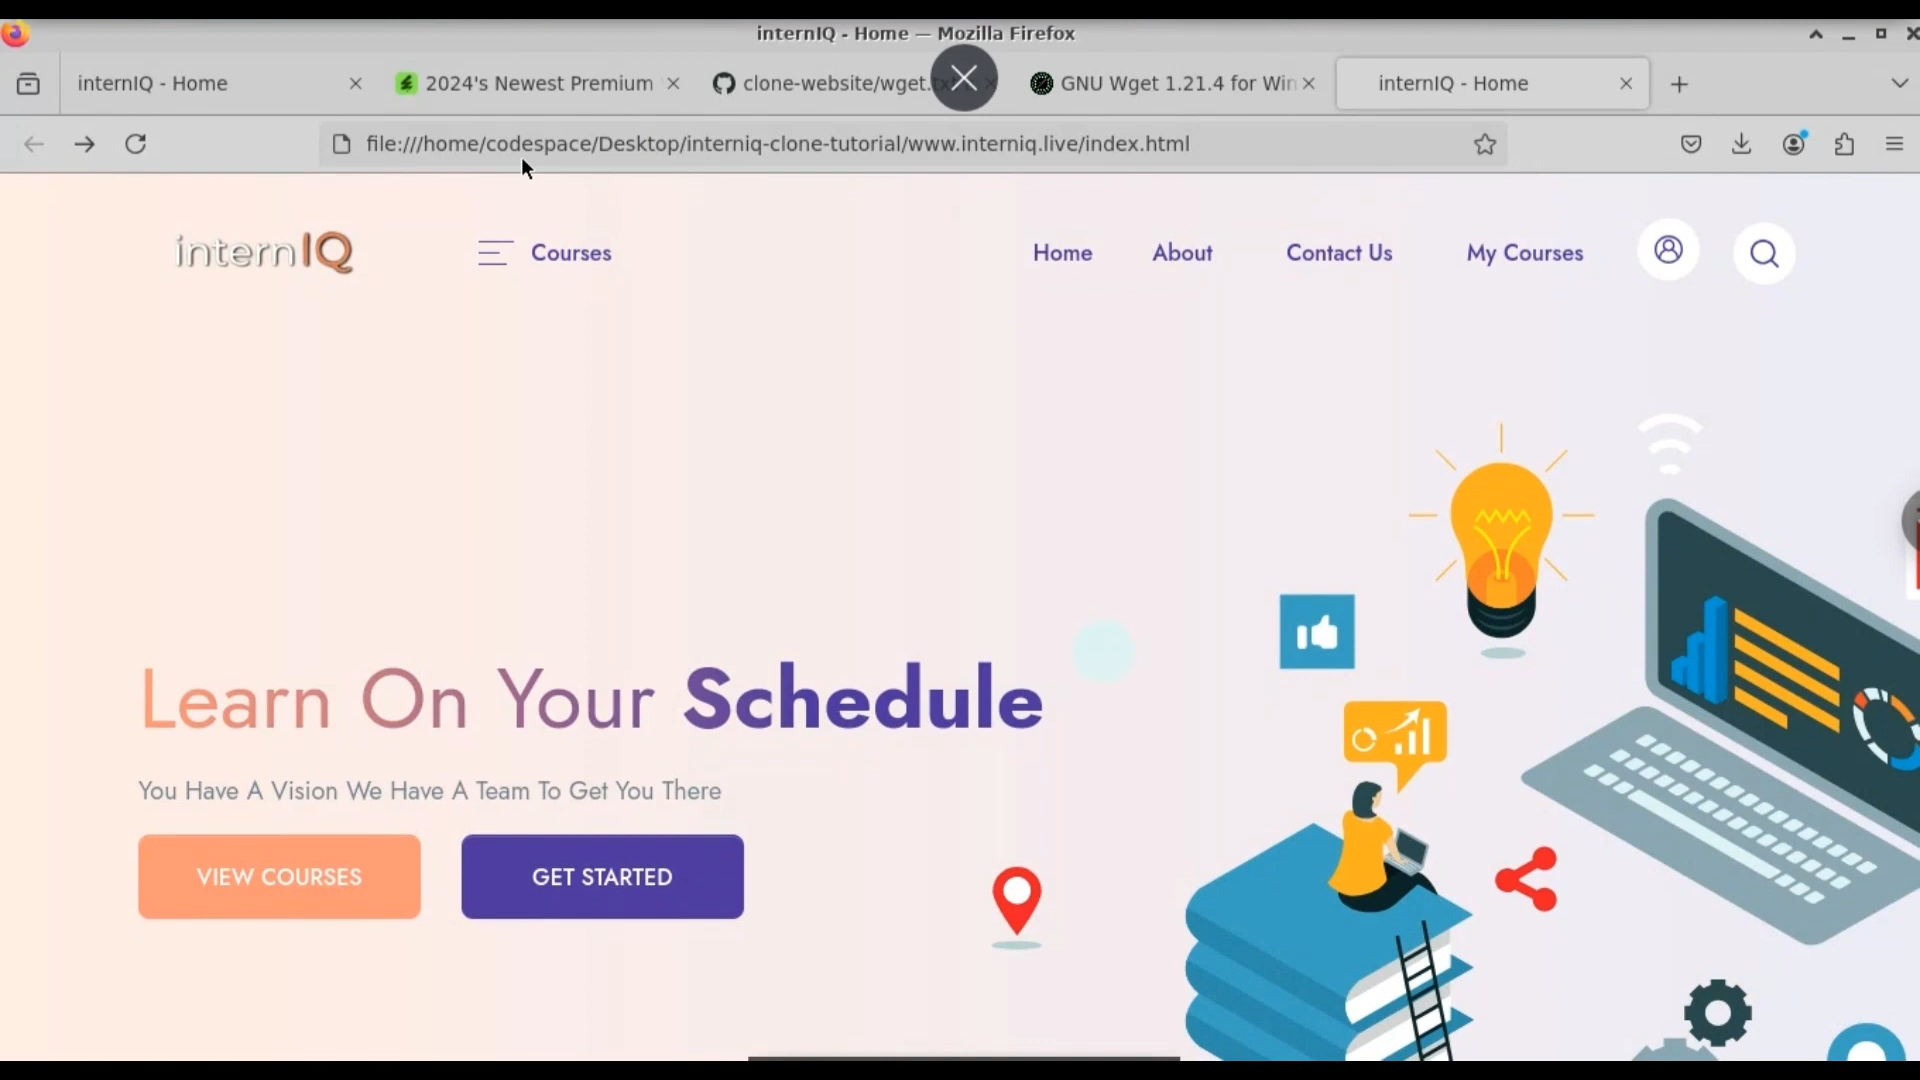 internIQ - Home — Mozilla Firefox
internIQ - Home
2024's Newest Premium
clone-website/wget.
GNU Wget 1.21.4 for Win
internIQ - Home
file:///home/codespace/Desktop/interniq-clone-tutorial/www.interniq.live/index.html
internIQ
Courses
Home
About
Contact Us
My Courses
Learn On Your Schedule
You Have A Vision We Have A Team To Get You There
VIEW COURSES
GET STARTED